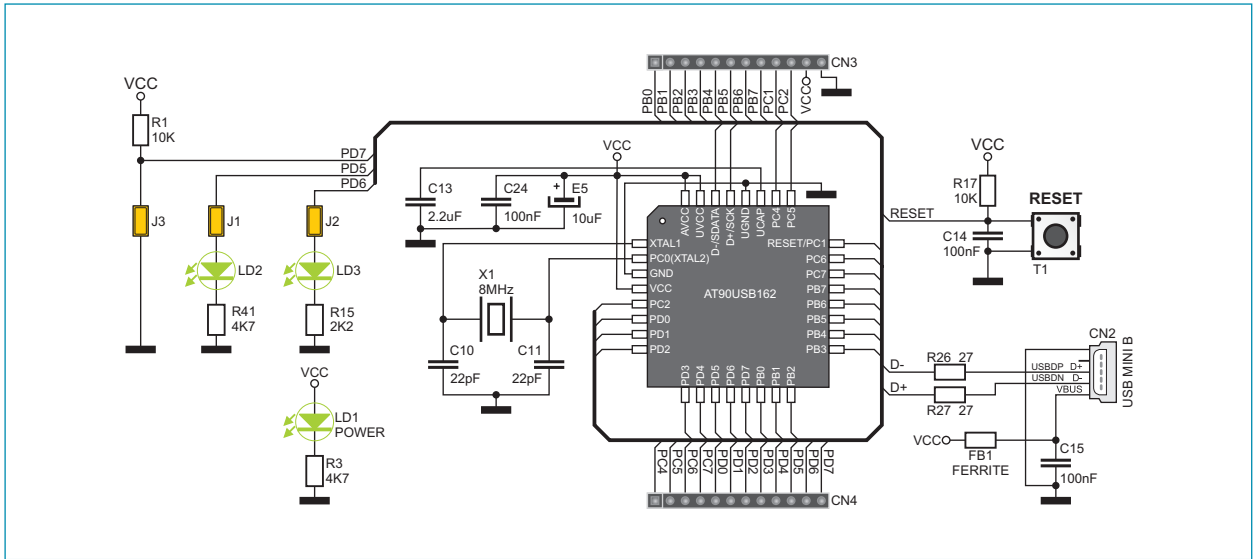 CN3
PB0
PB1
PB2
PB3
PB4
PB5
PB6
PB7
PC1
PC2
VCC
VCC
R1
10K
PD7
PD5
PD6
J3
J1
J2
LD2
LD3
R41
4K7
R15
2K2
VCC
LD1
POWER
R3
4K7
VCC
C13
2.2uF
C24
100nF
+
E5
10uF
AVCC
UVCC
D-/SDATA
D+/SCK
UGND
UCAP
PC4
PC5
XTAL1
PC0(XTAL2)
GND
VCC
PC2
PD0
PD1
PD2
AT90USB162
RESET/PC1
PC6
PC7
PB7
PB6
PB5
PB4
PB3
PD3
PD4
PD5
PD6
PD7
PB0
PB1
PB2
X1
8MHz
C10
22pF
C11
22pF
PC4
PC5
PC6
PC7
PD0
PD1
PD2
PD3
PD4
PD5
PD6
PD7
CN4
VCC
R17
10K
RESET
RESET
C14
100nF
T1
CN2
D-
R26 27
USBDP D+
D+
R27 27
USBDN D-
VBUS
USB MINI B
VCC
FB1
FERRITE
C15
100nF